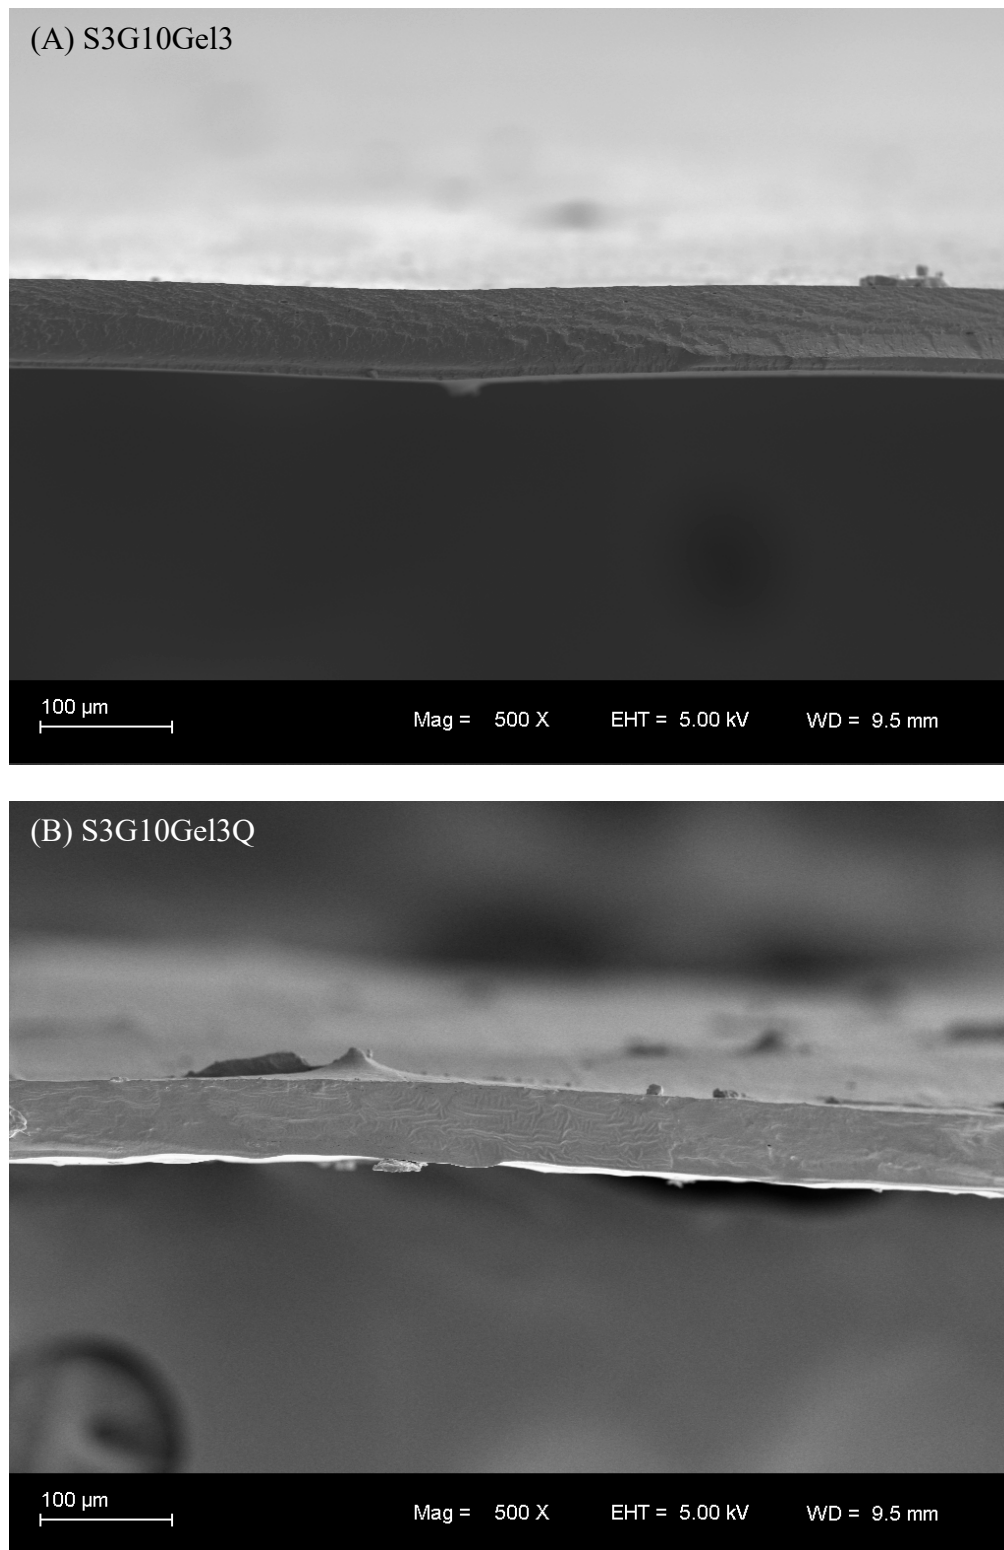 (A) S3G10Gel3
100 µm
Mag = 500 X EHT = 5.00 kV WD = 9.5 mm
(B) S3G10Gel3Q
100 µm
Mag = 500 X EHT = 5.00 kV WD = 9.5 mm